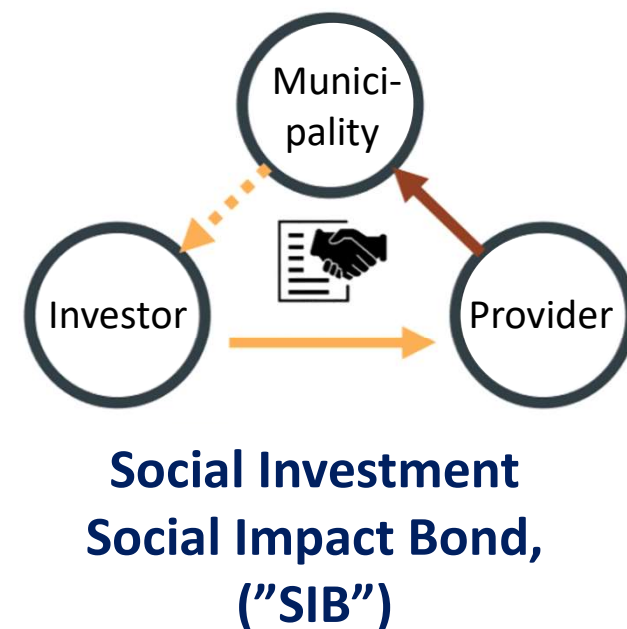 Munici-
pality
Investor
Provider
Social Investment
Social Impact Bond,
(”SIB”)